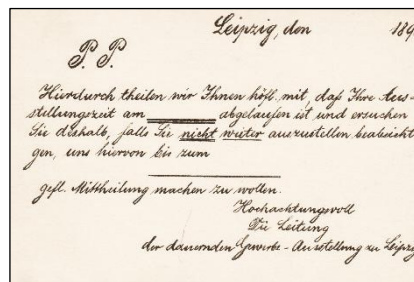 Leipzig, den 189
P. P.
Hierdurch theilen wir Ihnen höfl. mit, daß Ihre Aus-
stellungszeit am abgelaufen ist und ersuchen
Sie deshalb, falls Sie nicht weiter auszustellen beabsicht
gen, uns hiervon bis zum
gefl. Mittheilung machen zu wollen.
Hochachtungsvoll
Die Leitung
der dauernden Gewerbe-Ausstellung zu Leipzig